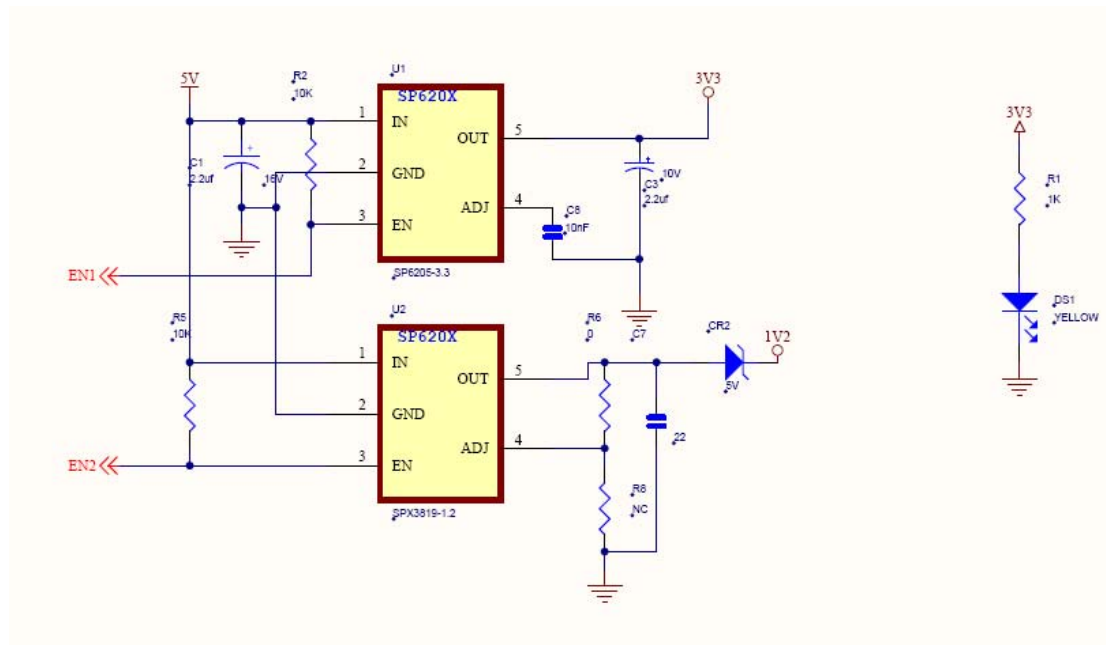 5V
R2
10K
U1
SP620X
1
IN
OUT
5
3V3
C1
2.2uf
16V
2
GND
ADJ
4
C8
10nF
C3
2.2uf
10V
3
EN
EN1
SP6205-3.3
3V3
R1
1K
DS1
YELLOW
U2
SP620X
R5
10K
1
IN
OUT
5
R6
0
C7
CR2
5V
1V2
2
GND
ADJ
4
22
EN2
3
EN
R8
NC
SPX3819-1.2